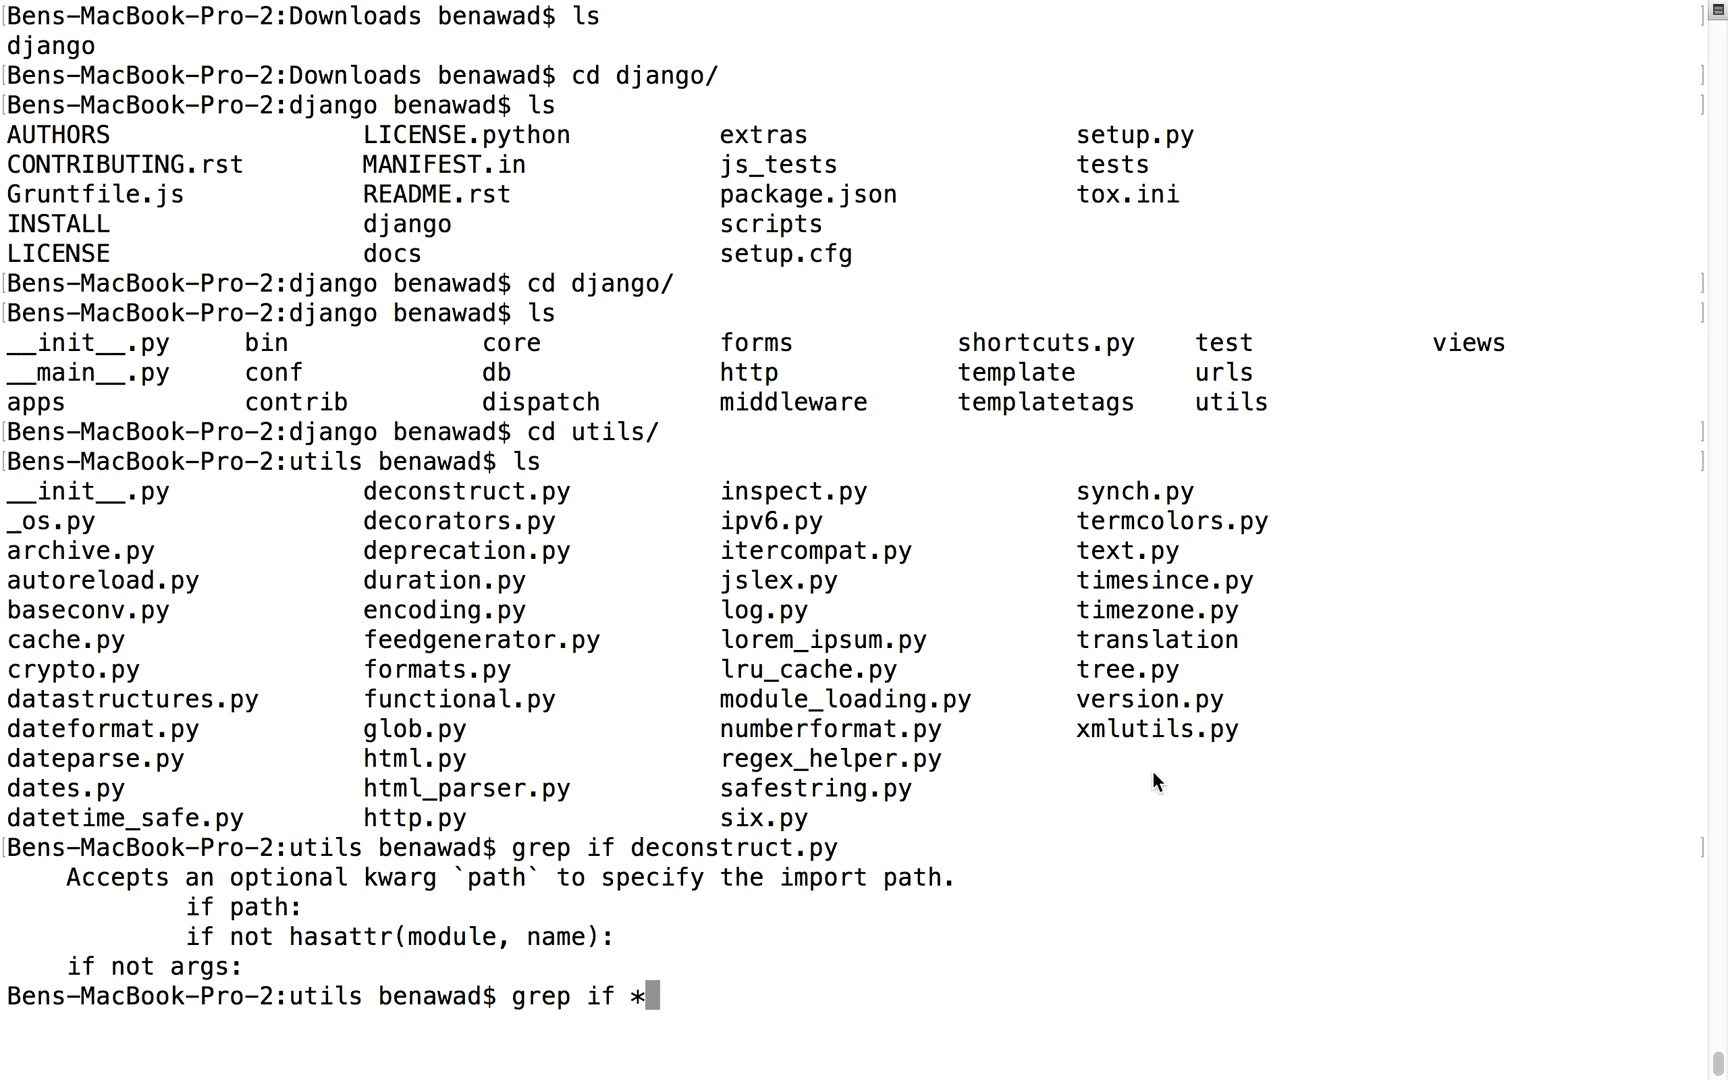 Bens-MacBook-Pro-2:Downloads benawad$ ls
django
Bens-MacBook-Pro-2:Downloads benawad$ cd django/
Bens-MacBook-Pro-2:django benawad$ ls
AUTHORS LICENSE.python extras setup.py
CONTRIBUTING.rst MANIFEST.in js_tests tests
Gruntfile.js README.rst package.json tox.ini
INSTALL django scripts
LICENSE docs setup.cfg
Bens-MacBook-Pro-2:django benawad$ cd django/
Bens-MacBook-Pro-2:django benawad$ ls
__init__.py bin core forms shortcuts.py test views
__main__.py conf db http template urls
apps contrib dispatch middleware templatetags utils
Bens-MacBook-Pro-2:django benawad$ cd utils/
Bens-MacBook-Pro-2:utils benawad$ ls
__init__.py deconstruct.py inspect.py synch.py
_os.py decorators.py ipv6.py termcolors.py
archive.py deprecation.py itercompat.py text.py
autoreload.py duration.py jslex.py timesince.py
baseconv.py encoding.py log.py timezone.py
cache.py feedgenerator.py lorem_ipsum.py translation
crypto.py formats.py lru_cache.py tree.py
datastructures.py functional.py module_loading.py version.py
dateformat.py glob.py numberformat.py xmlutils.py
dateparse.py html.py regex_helper.py
dates.py html_parser.py safestring.py
datetime_safe.py http.py six.py
Bens-MacBook-Pro-2:utils benawad$ grep if deconstruct.py
Accepts an optional kwarg `path` to specify the import path.
if path:
if not hasattr(module, name):
if not args:
Bens-MacBook-Pro-2:utils benawad$ grep if *